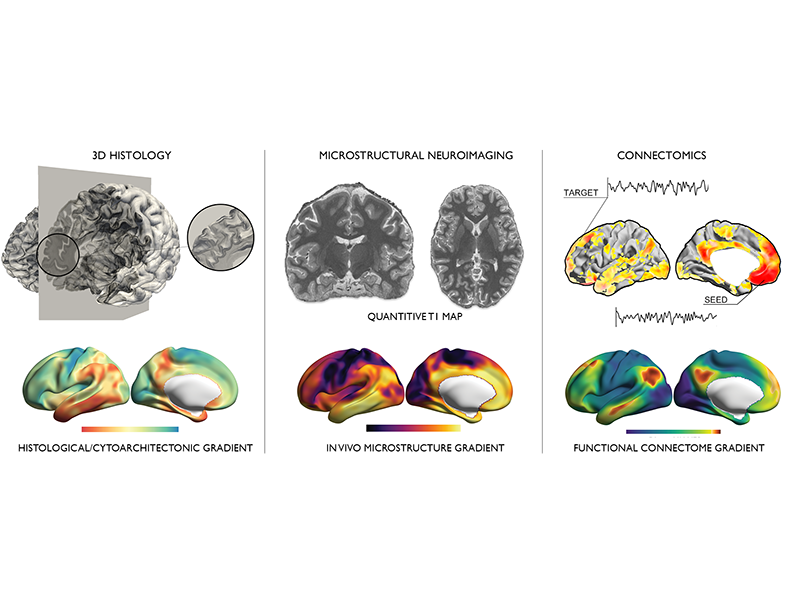 3D HISTOLOGY
MICROSTRUCTURAL NEUROIMAGING
CONNECTOMICS
TARGET
SEED
QUANTITIVE T1 MAP
HISTOLOGICAL/CYTOARCHITECTONIC GRADIENT
IN VIVO MICROSTRUCTURE GRADIENT
FUNCTIONAL CONNECTOME GRADIENT